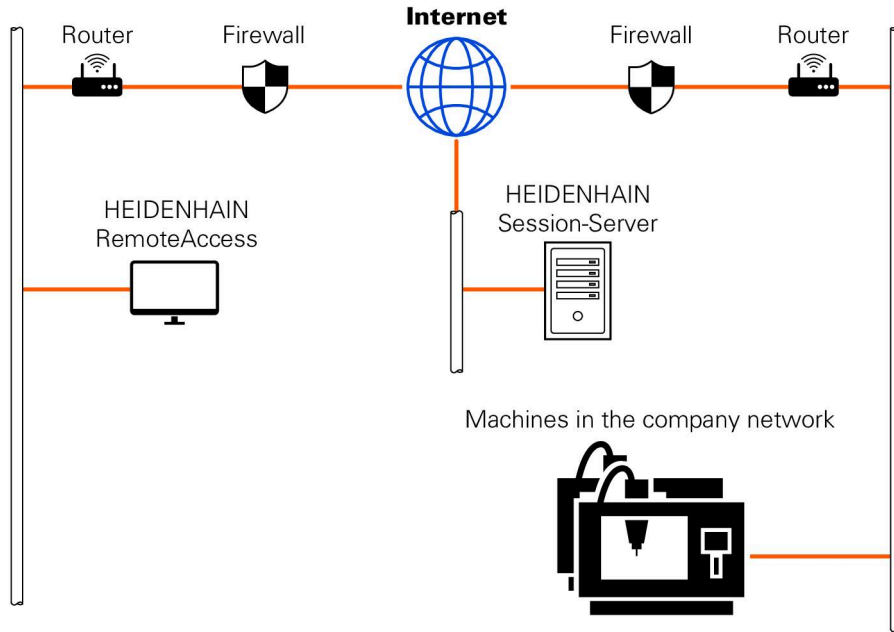 Internet
Router
Firewall
Firewall
Router
HEIDENHAIN
RemoteAccess
HEIDENHAIN
Session-Server
Machines in the company network